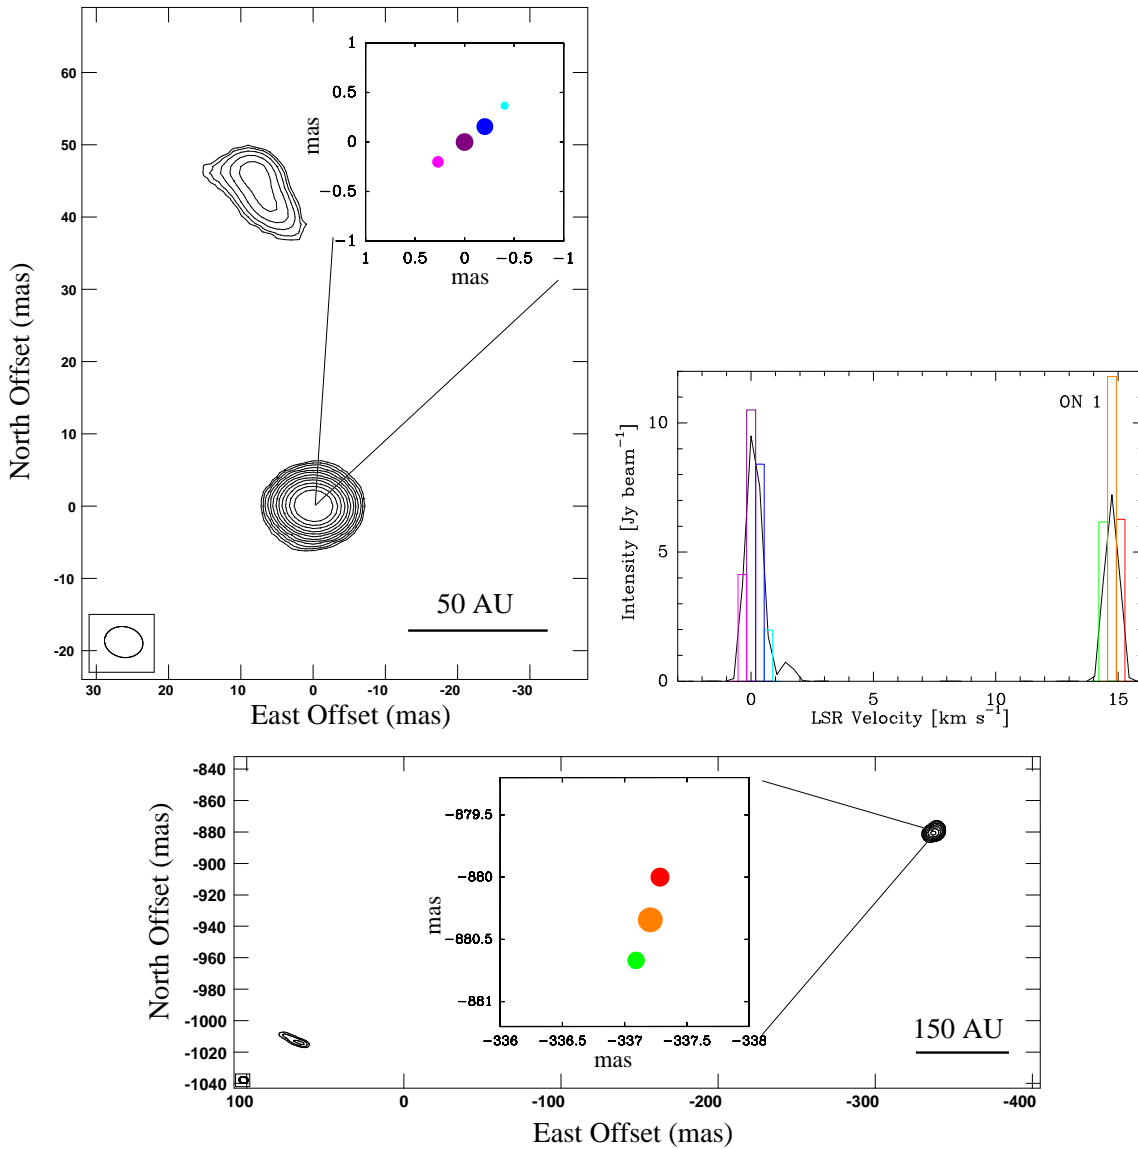 60
50
40
30
20
10
0
-10
-20
North Offset (mas)
30 20 10 0 -10 -20 -30
East Offset (mas)
50 AU
1
0.5
0
−0.5
−1
mas
1 0.5 0 −0.5 −1
mas
ON 1
10
5
0
Intensity [Jy beam−1]
0 5 10 15
LSR Velocity [km s−1]
-840
-860
-880
-900
-920
-940
-960
-980
-1000
-1020
-1040
North Offset (mas)
100 0 -100 -200 -300 -400
East Offset (mas)
150 AU
−879.5
−880
−880.5
−881
mas
−336 −336.5 −337 −337.5 −338
mas